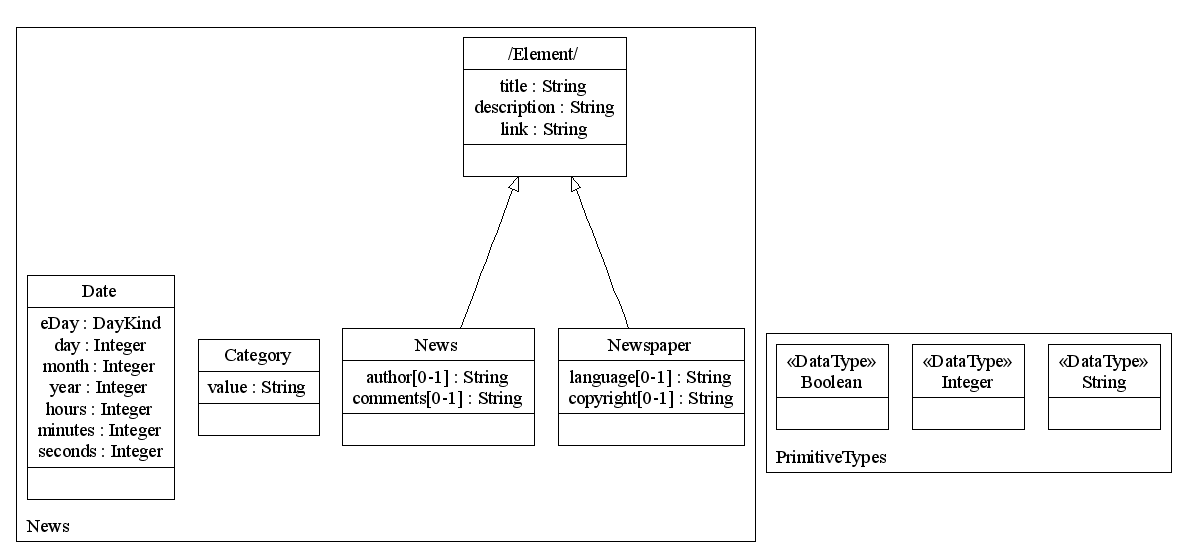 /Element/
title : String
description : String
link : String
Date
eDay : DayKind
day : Integer
month : Integer
year : Integer
hours : Integer
minutes : Integer
seconds : Integer
Category
value : String
News
author[0-1] : String
comments[0-1] : String
Newspaper
language[0-1] : String
copyright[0-1] : String
News
«DataType»
Boolean
«DataType»
Integer
«DataType»
String
PrimitiveTypes